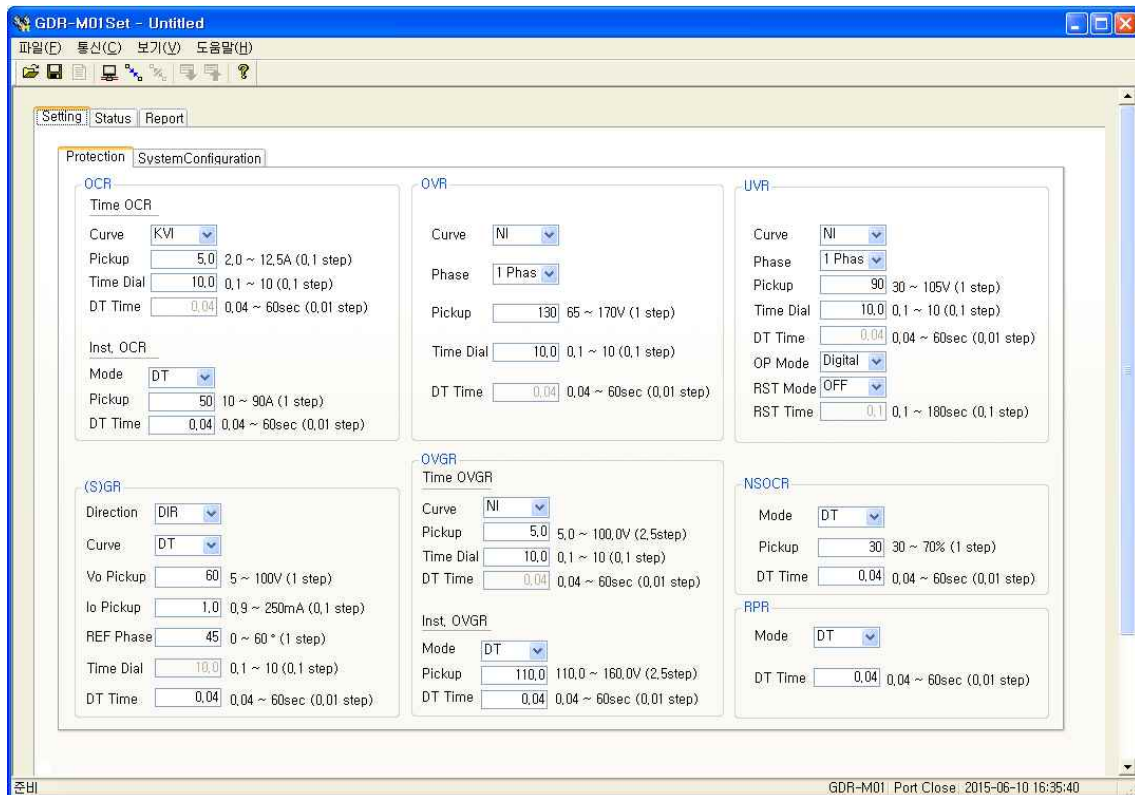 GDR-M01Set - Untitled
파일(F) 통신(C) 보기(V) 도움말(H)
Setting Status Report
Protection SystemConfiguration
OCR
Time OCR
Curve KVI
Pickup 5,0 2,0 ~ 12,5A (0,1 step)
Time Dial 10,0 0,1 ~ 10 (0,1 step)
DT Time 0,04 0,04 ~ 60sec (0,01 step)
Inst, OCR
Mode DT
Pickup 50 10 ~ 90A (1 step)
DT Time 0,04 0,04 ~ 60sec (0,01 step)
OVR
Curve NI
Phase 1 Phas
Pickup 130 65 ~ 170V (1 step)
Time Dial 10,0 0,1 ~ 10 (0,1 step)
DT Time 0,04 0,04 ~ 60sec (0,01 step)
UVR
Curve NI
Phase 1 Phas
Pickup 90 30 ~ 105V (1 step)
Time Dial 10,0 0,1 ~ 10 (0,1 step)
DT Time 0,04 0,04 ~ 60sec (0,01 step)
OP Mode Digital
RST Mode OFF
RST Time 0,1 0,1 ~ 180sec (0,1 step)
(S)GR
Direction DIR
Curve DT
Vo Pickup 60 5 ~ 100V (1 step)
Io Pickup 1,0 0,9 ~ 250mA (0,1 step)
REF Phase 45 0 ~ 60° (1 step)
Time Dial 10,0 0,1 ~ 10 (0,1 step)
DT Time 0,04 0,04 ~ 60sec (0,01 step)
OVGR
Time OVGR
Curve NI
Pickup 5,0 5,0 ~ 100,0V (2,5step)
Time Dial 10,0 0,1 ~ 10 (0,1 step)
DT Time 0,04 0,04 ~ 60sec (0,01 step)
Inst, OVGR
Mode DT
Pickup 110,0 110,0 ~ 160,0V (2,5step)
DT Time 0,04 0,04 ~ 60sec (0,01 step)
NSOCR
Mode DT
Pickup 30 30 ~ 70% (1 step)
DT Time 0,04 0,04 ~ 60sec (0,01 step)
RPR
Mode DT
DT Time 0,04 0,04 ~ 60sec (0,01 step)
준비 GDR-M01 Port Close 2015-06-10 16:35:40